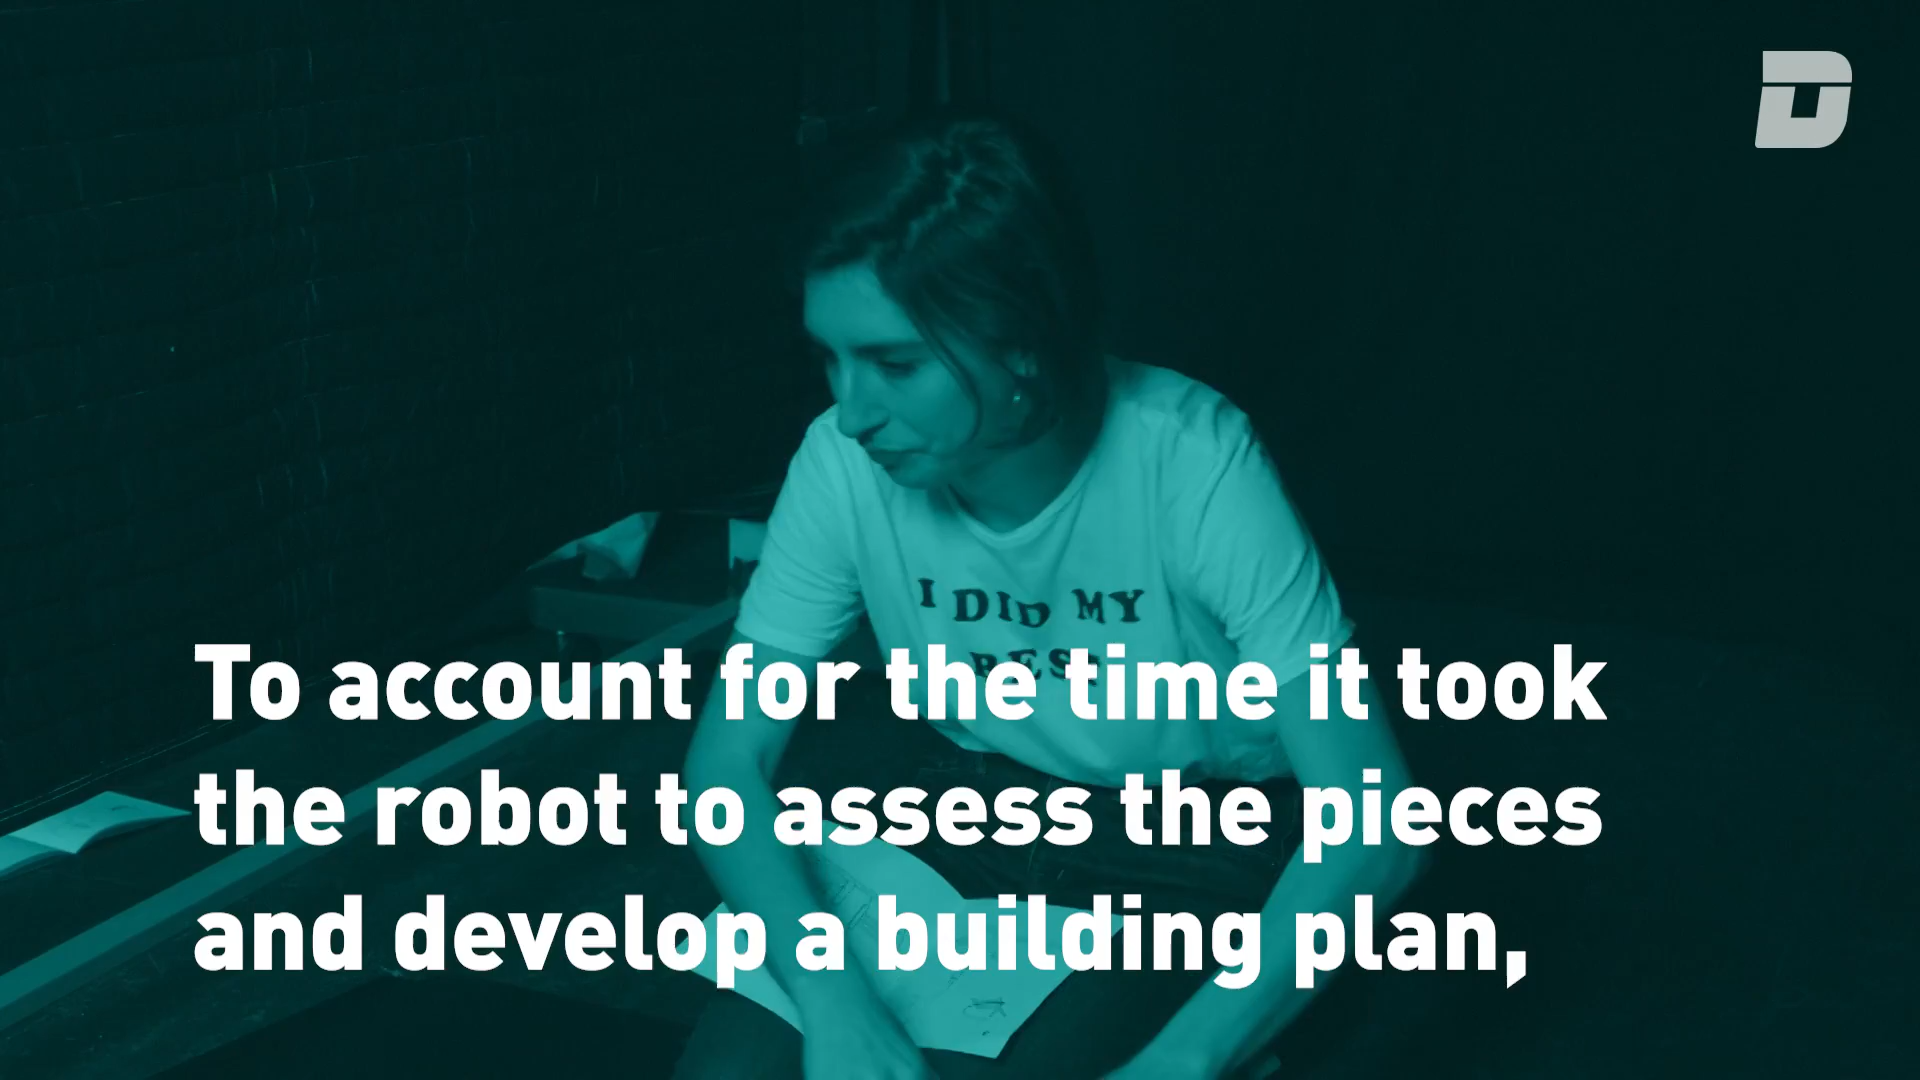 I DID MY
BEST
To account for the time it took
the robot to assess the pieces
and develop a building plan,